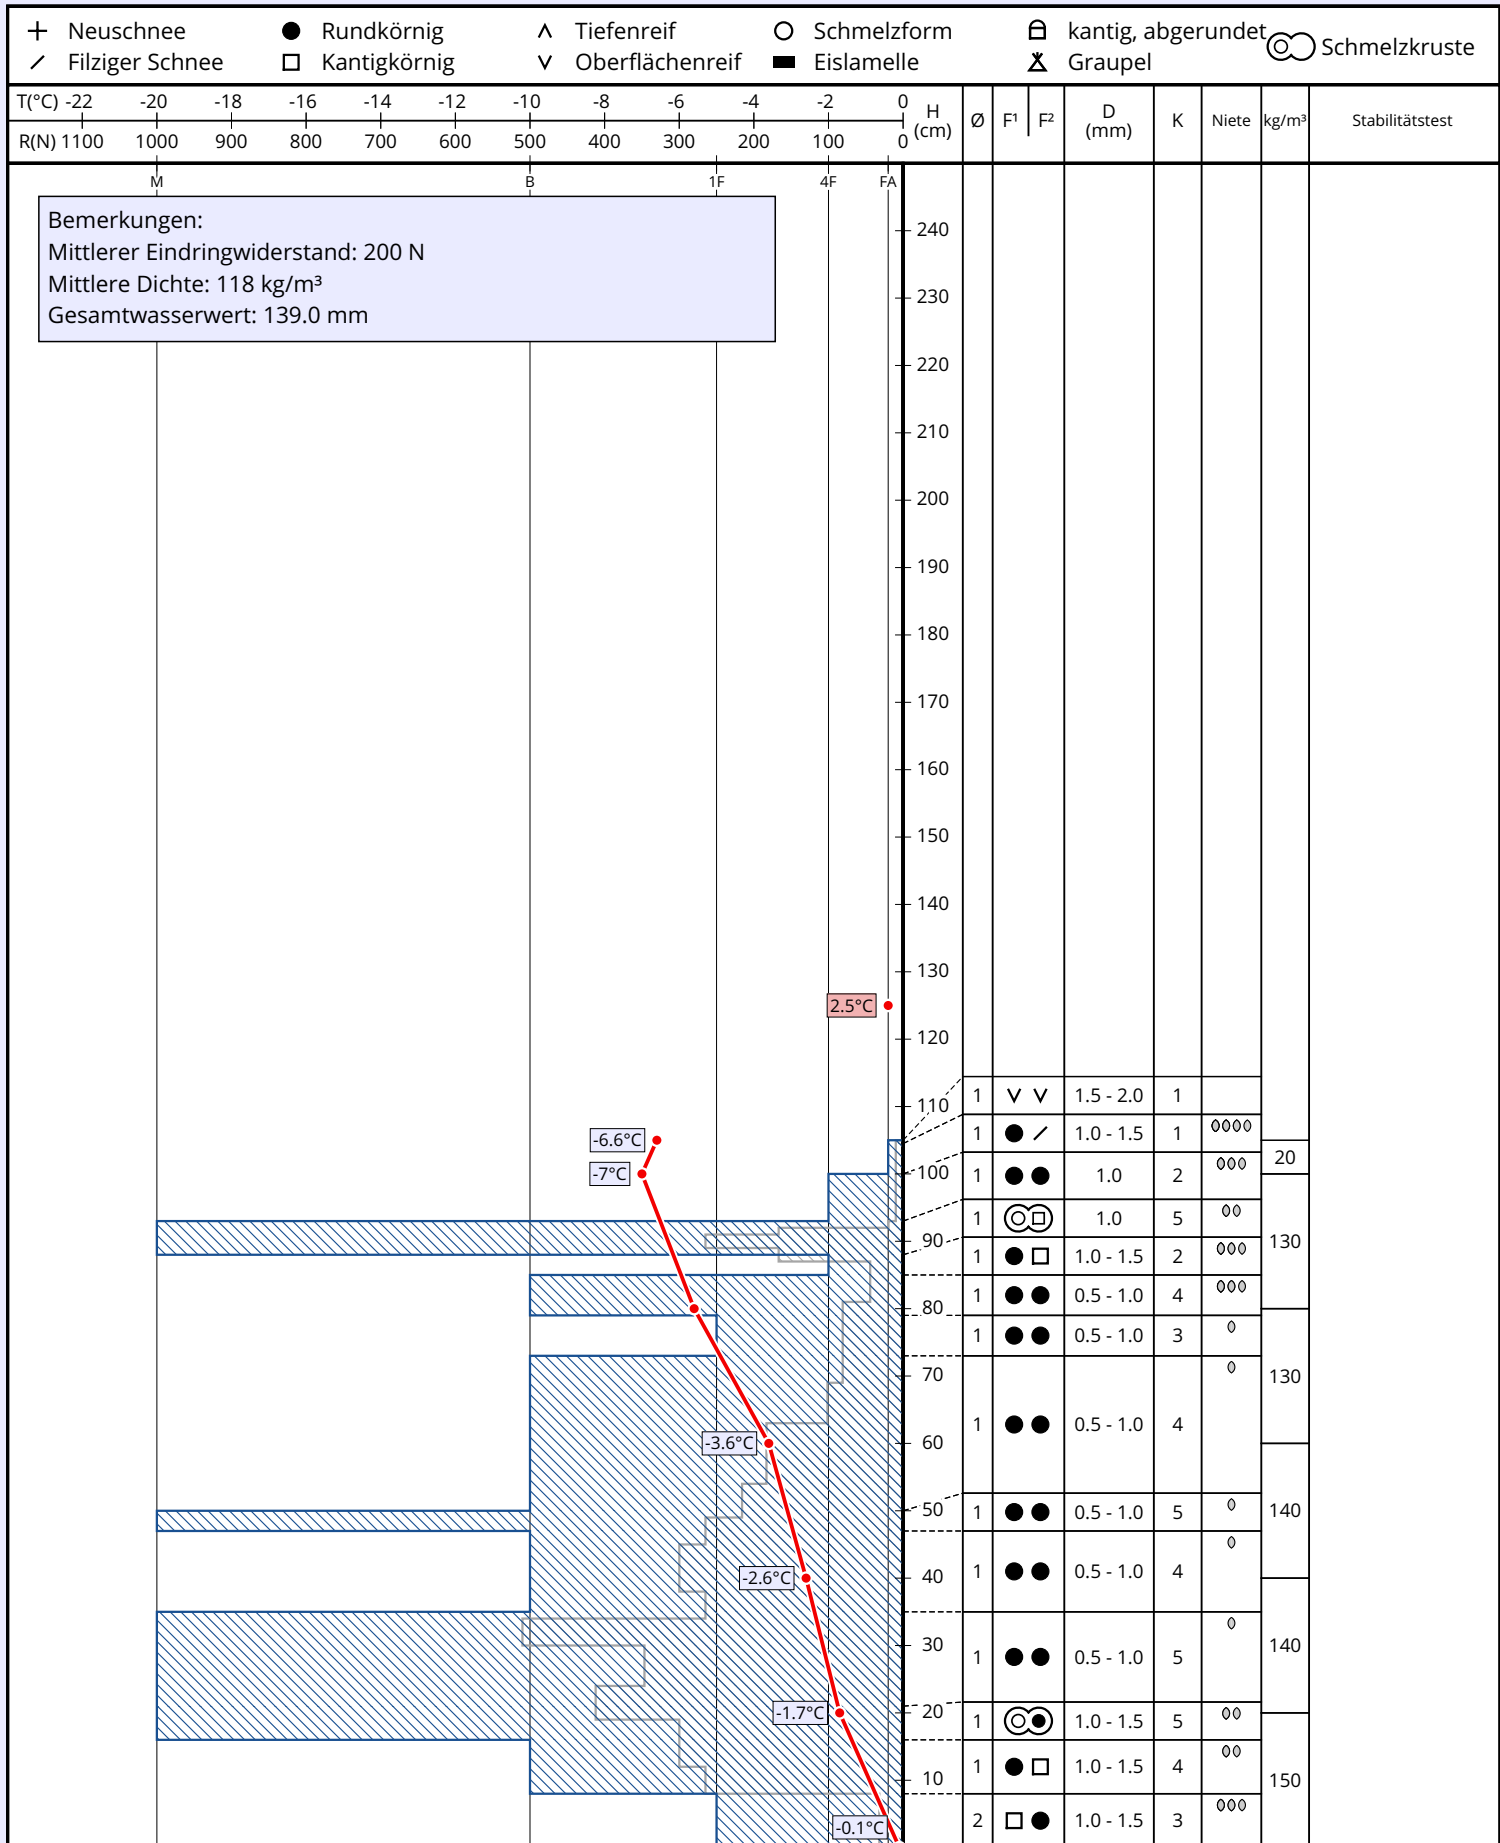 Neuschnee Rundkörnig Tiefenreif Schmelzform kantig, abgerundet Schmelzkruste
Filziger Schnee Kantigkörnig Oberflächenreif Eislamelle Graupel
T(°C) -22 -20 -18 -16 -14 -12 -10 -8 -6 -4 -2 0
R(N) 1100 1000 900 800 700 600 500 400 300 200 100 0
H (cm) Ø F¹ F² D (mm) K Niete kg/m³ Stabilitätstest
M B 1F 4F FA
Bemerkungen:
Mittlerer Eindringwiderstand: 200 N
Mittlere Dichte: 118 kg/m³
Gesamtwasserwert: 139.0 mm
240
230
220
210
200
190
180
170
160
150
140
130
2.5°C
120
110 1 1.5 - 2.0 1
-6.6°C 1 1.0 - 1.5 1
20
-7°C 100 1 1.0 2
1 1.0 5
90 130
1 1.0 - 1.5 2
80 1 0.5 - 1.0 4
1 0.5 - 1.0 3
70 130
1 0.5 - 1.0 4
-3.6°C 60
50 1 0.5 - 1.0 5 140
-2.6°C 40 1 0.5 - 1.0 4
30 1 0.5 - 1.0 5 140
-1.7°C 20 1 1.0 - 1.5 5
10 1 1.0 - 1.5 4 150
-0.1°C 2 1.0 - 1.5 3